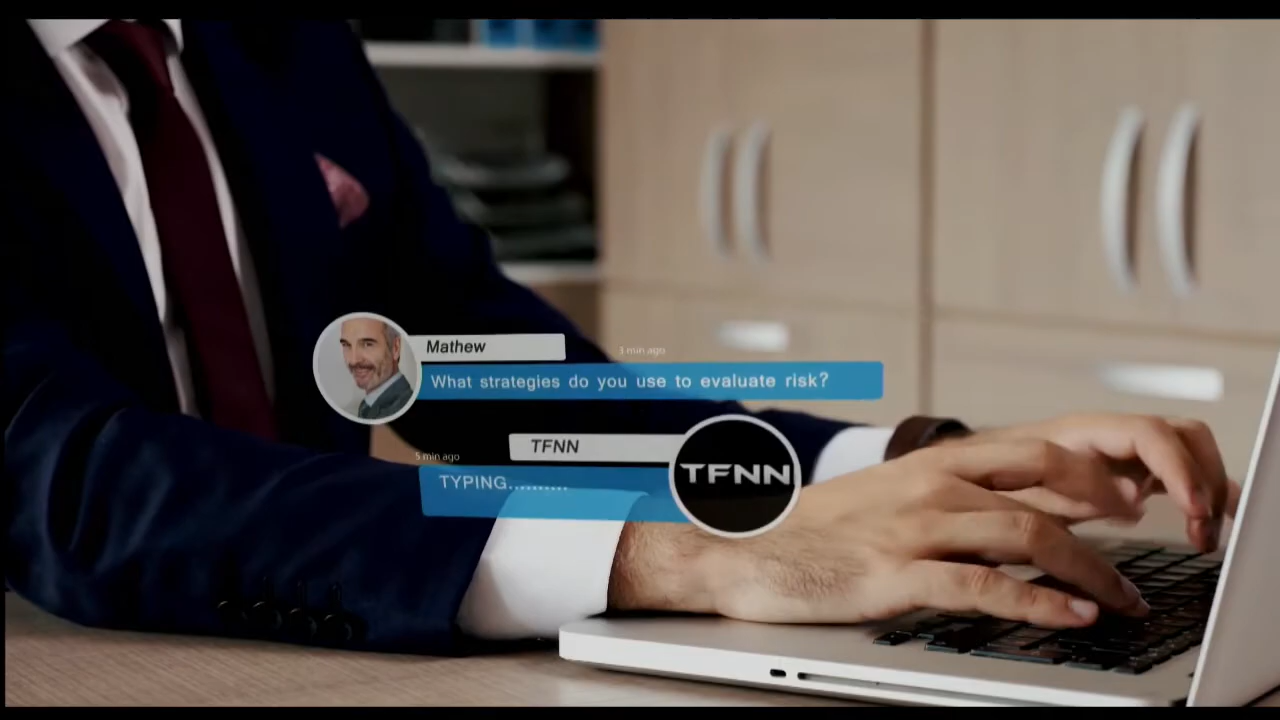 Mathew
3 min ago
What strategies do you use to evaluate risk?
TFNN
5 min ago
TYPING..........
TFNN